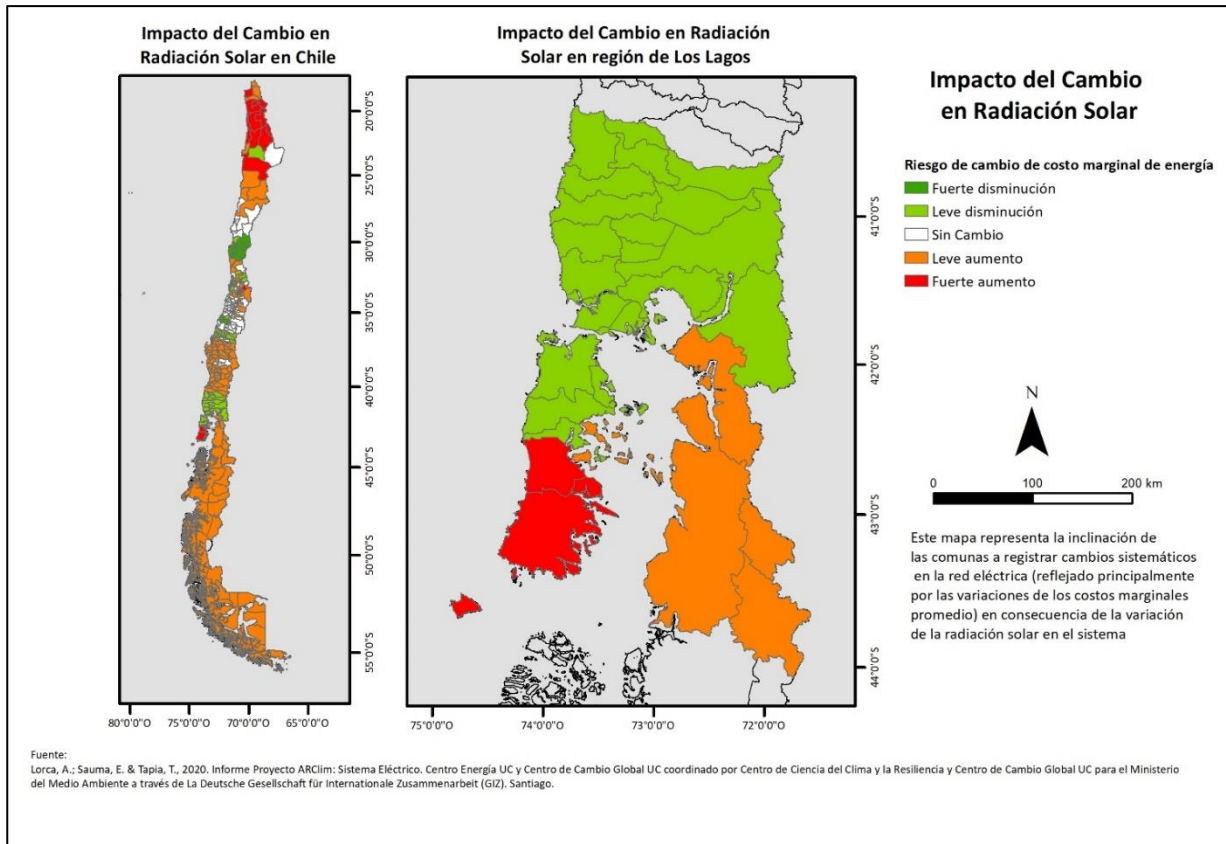 Impacto del Cambio en
Radiación Solar en Chile
20°0'0"S
25°0'0"S
30°0'0"S
35°0'0"S
40°0'0"S
45°0'0"S
50°0'0"S
55°0'0"S
80°0'0"O
75°0'0"O
70°0'0"O
65°0'0"O
Impacto del Cambio en Radiación
Solar en región de Los Lagos
41°0'0"S
42°0'0"S
43°0'0"S
44°0'0"S
75°0'0"O
74°0'0"O
73°0'0"O
72°0'0"O
Impacto del Cambio
en Radiación Solar
Riesgo de cambio de costo marginal de energía
Fuerte disminución
Leve disminución
Sin Cambio
Leve aumento
Fuerte aumento
N
0 100 200 km
Este mapa representa la inclinación de
las comunas a registrar cambios sistemáticos
en la red eléctrica (reflejado principalmente
por las variaciones de los costos marginales
promedio) en consecuencia de la variación
de la radiación solar en el sistema
Fuente:
Lorca, A.; Sauma, E. & Tapia, T., 2020. Informe Proyecto ARClim: Sistema Eléctrico. Centro Energía UC y Centro de Cambio Global UC coordinado por Centro de Ciencia del Clima y la Resiliencia y Centro de Cambio Global UC para el Ministerio
del Medio Ambiente a través de La Deutsche Gesellschaft für Internationale Zusammenarbeit (GIZ). Santiago.